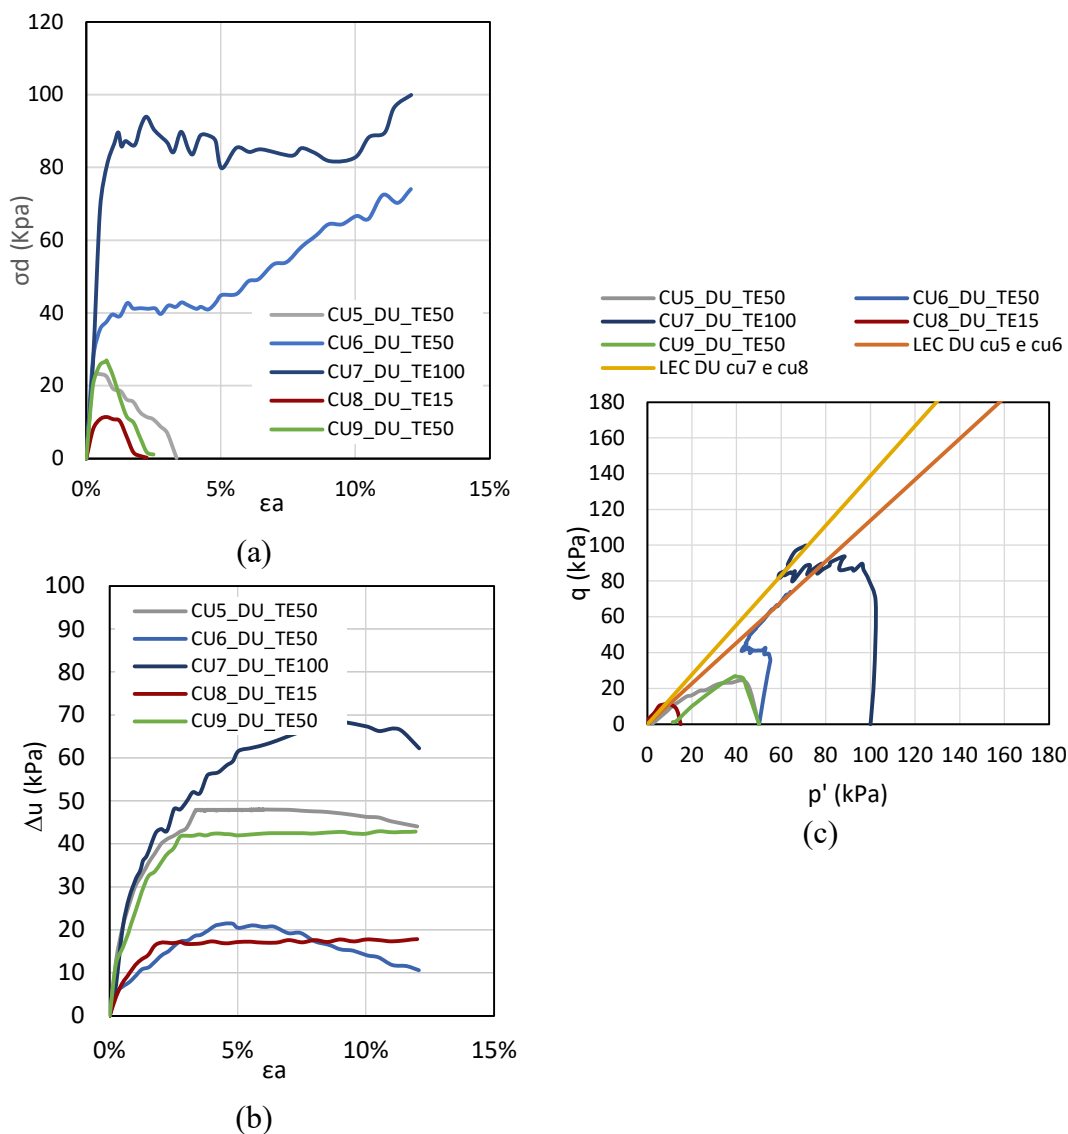 120
100
80
60
40
20
0
σd (Kpa)
CU5_DU_TE50
CU6_DU_TE50
CU7_DU_TE100
CU8_DU_TE15
CU9_DU_TE50
0% 5% 10% 15%
εa
(a)
100
90
80
70
60
50
40
30
20
10
0
Δu (kPa)
CU5_DU_TE50
CU6_DU_TE50
CU7_DU_TE100
CU8_DU_TE15
CU9_DU_TE50
0% 5% 10% 15%
εa
(b)
CU5_DU_TE50 CU6_DU_TE50
CU7_DU_TE100 CU8_DU_TE15
CU9_DU_TE50 LEC DU cu5 e cu6
LEC DU cu7 e cu8
180
160
140
120
100
80
60
40
20
0
q (kPa)
0 20 40 60 80 100 120 140 160 180
p' (kPa)
(c)